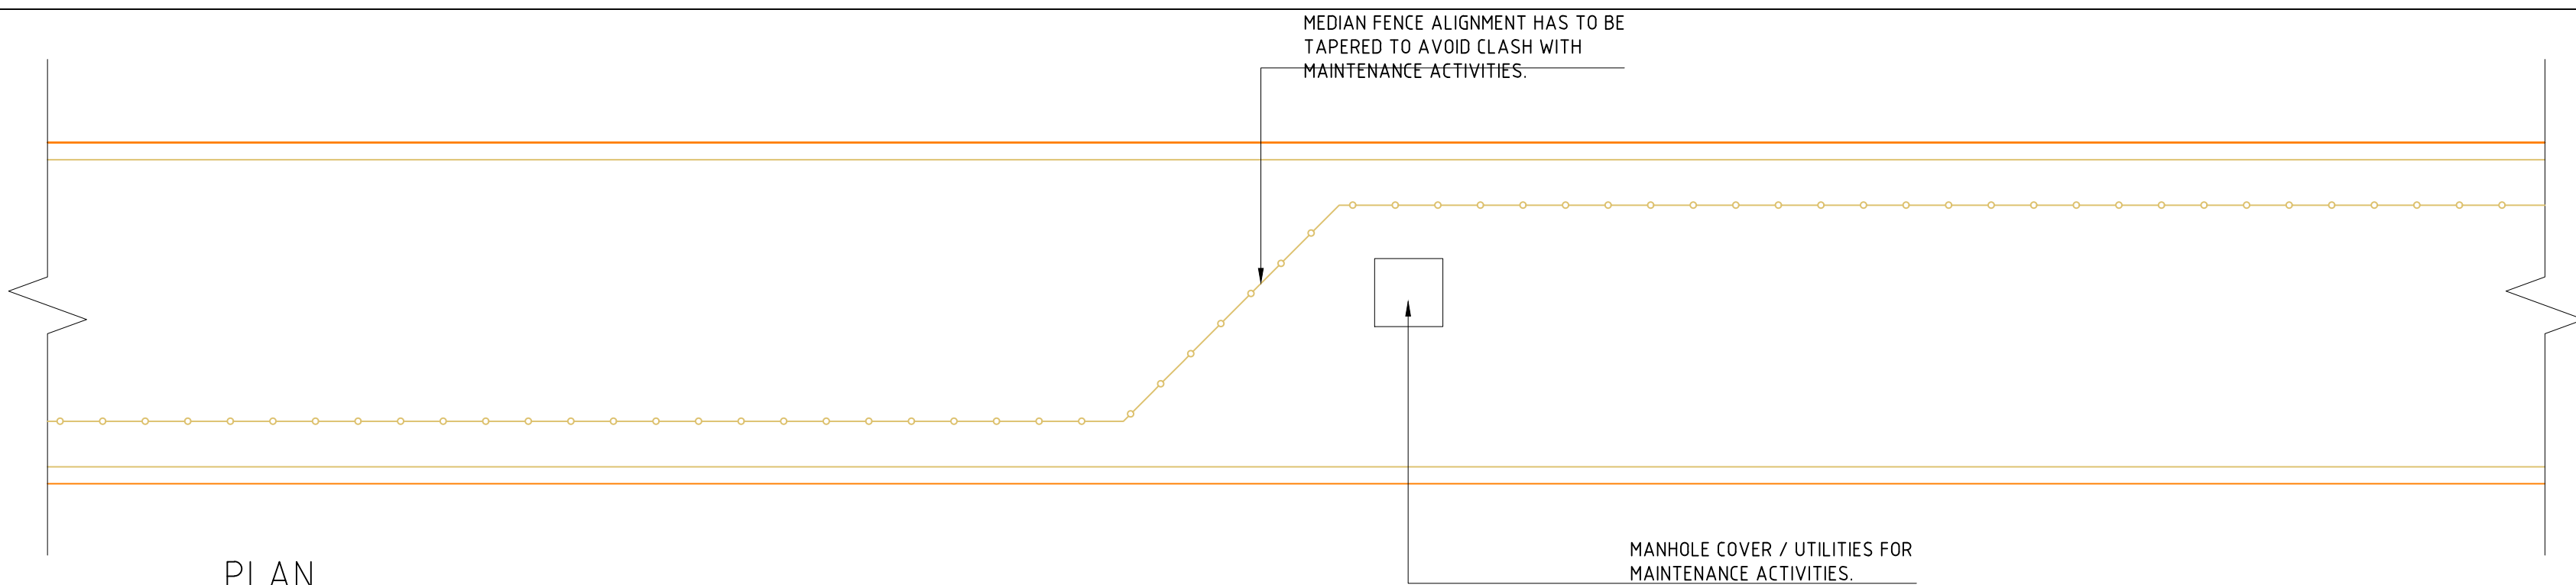 MEDIAN FENCE ALIGNMENT HAS TO BE
TAPERED TO AVOID CLASH WITH
MAINTENANCE ACTIVITIES.
MANHOLE COVER / UTILITIES FOR
MAINTENANCE ACTIVITIES.
PLAN